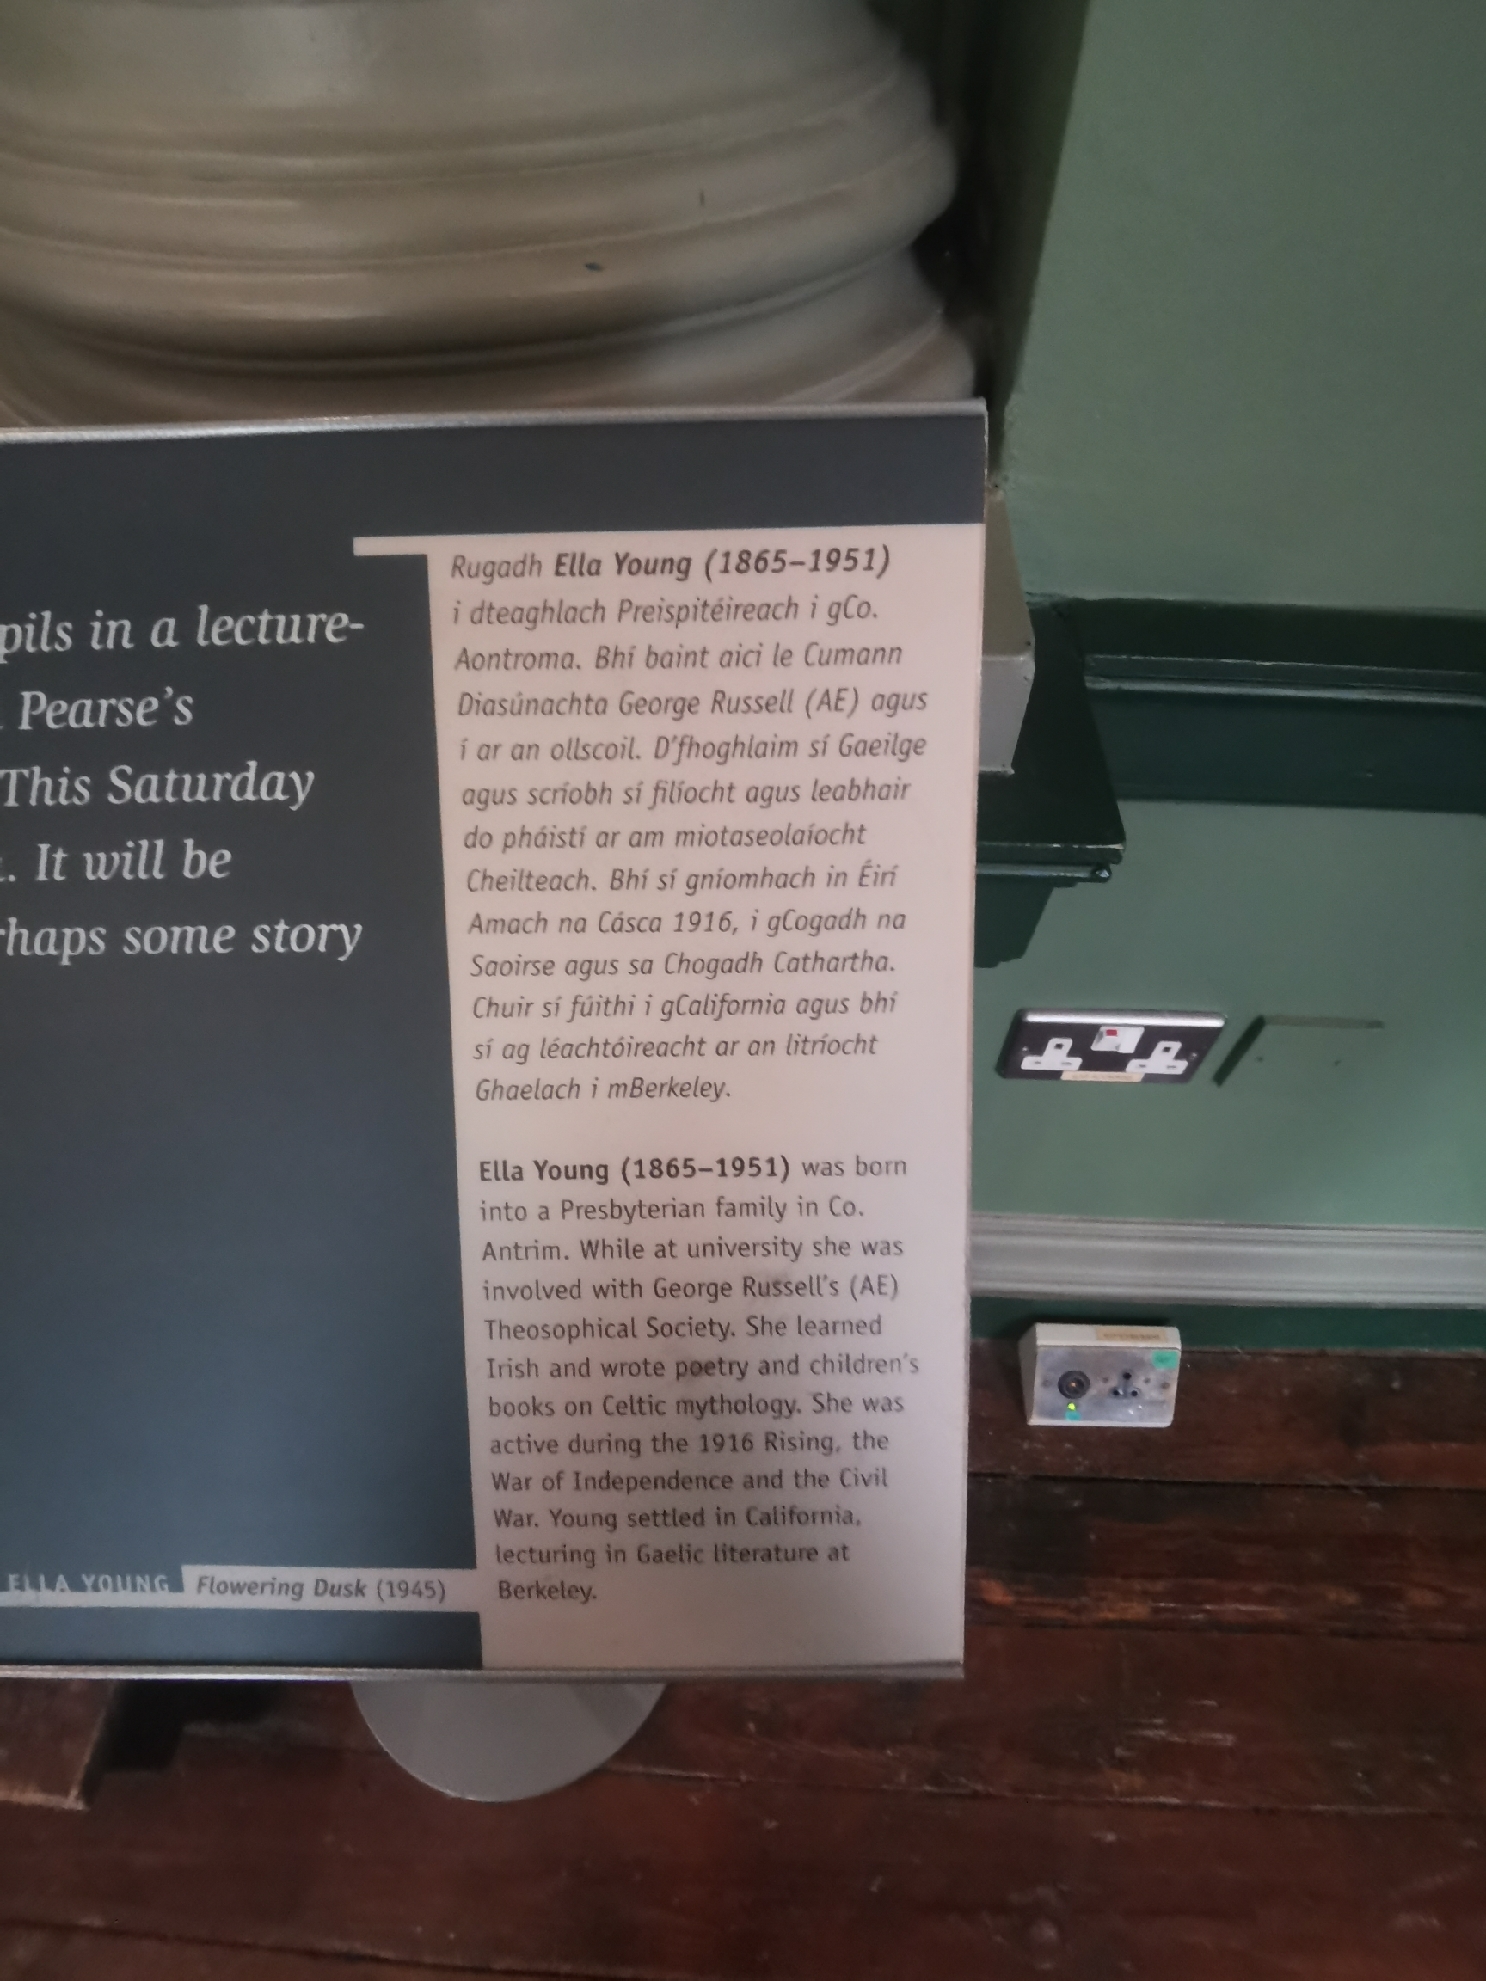 pils in a lecture-
Pearse's
This Saturday
. It will be
some story
ELLA YOUNG Flowering Dusk (1945)
Rugadh Ella Young (1865–1951)
i dteaghlach Preispitéireach i gCo.
Aontroma. Bhí baint aici le Cumann
Diasúnachta George Russell (AE) agus
í ar an ollscoil. D'fhoghlaim sí Gaeilge
agus scríobh sí filíocht agus leabhair
do pháistí ar am miotaseolaíocht
Cheilteach. Bhí sí gníomhach in Éirí
Amach na Cásca 1916, i gCogadh na
Saoirse agus sa Chogadh Cathartha.
Chuir sí fúithi i gCalifornia agus bhí
sí ag léachtóireacht ar an litríocht
Ghaelach i mBerkeley.
Ella Young (1865–1951) was born
into a Presbyterian family in Co.
Antrim. While at university she was
involved with George Russell's (AE)
Theosophical Society. She learned
Irish and wrote poetry and children's
books on Celtic mythology. She was
active during the 1916 Rising, the
War of Independence and the Civil
War. Young settled in California,
lecturing in Gaelic literature at
Berkeley.